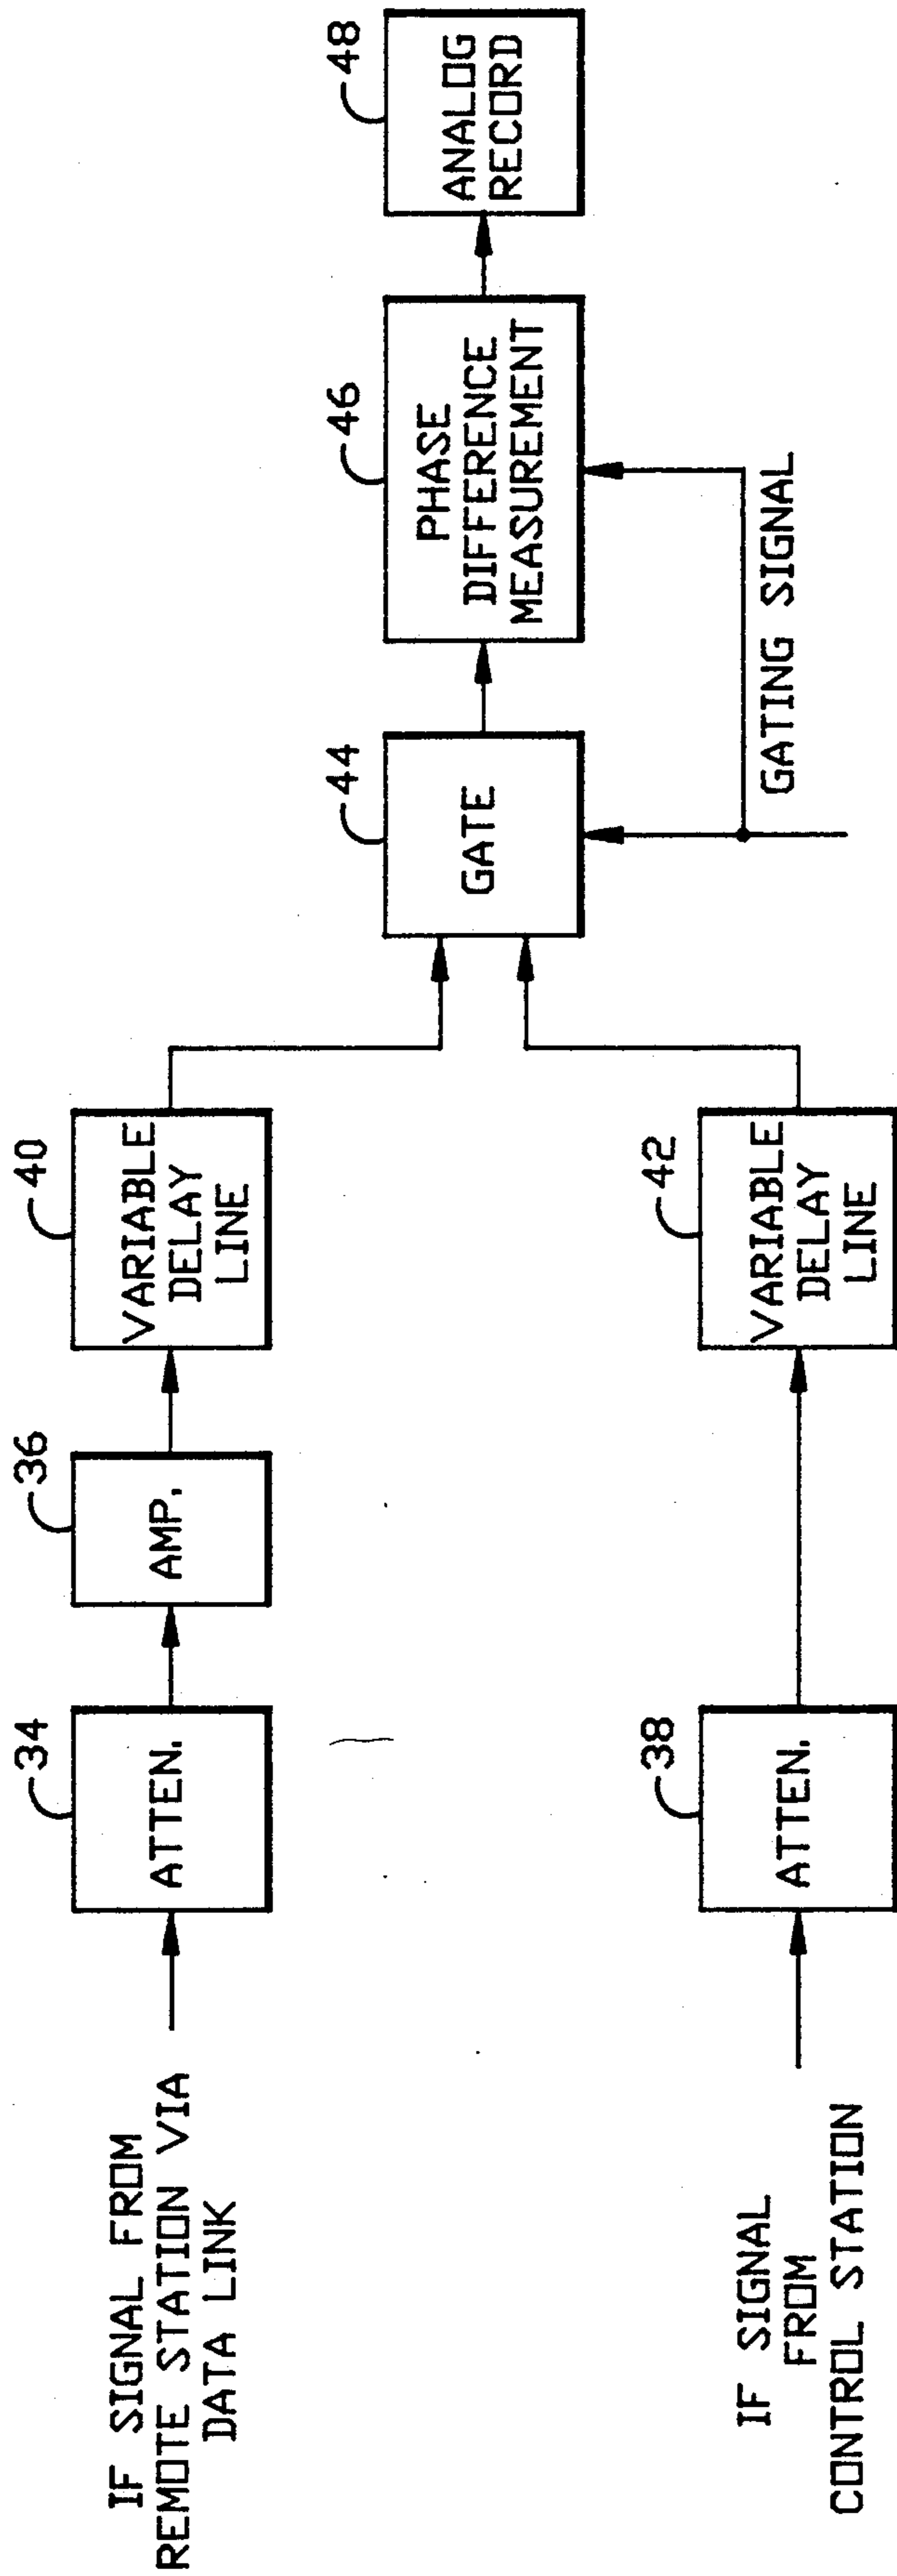 IF SIGNAL FROM
REMOTE STATION VIA
DATA LINK
34
ATTEN.
36
AMP.
40
VARIABLE
DELAY
LINE
IF SIGNAL
FROM
CONTROL STATION
38
ATTEN.
42
VARIABLE
DELAY
LINE
44
GATE
46
PHASE
DIFFERENCE
MEASUREMENT
48
ANALOG
RECORD
GATING SIGNAL